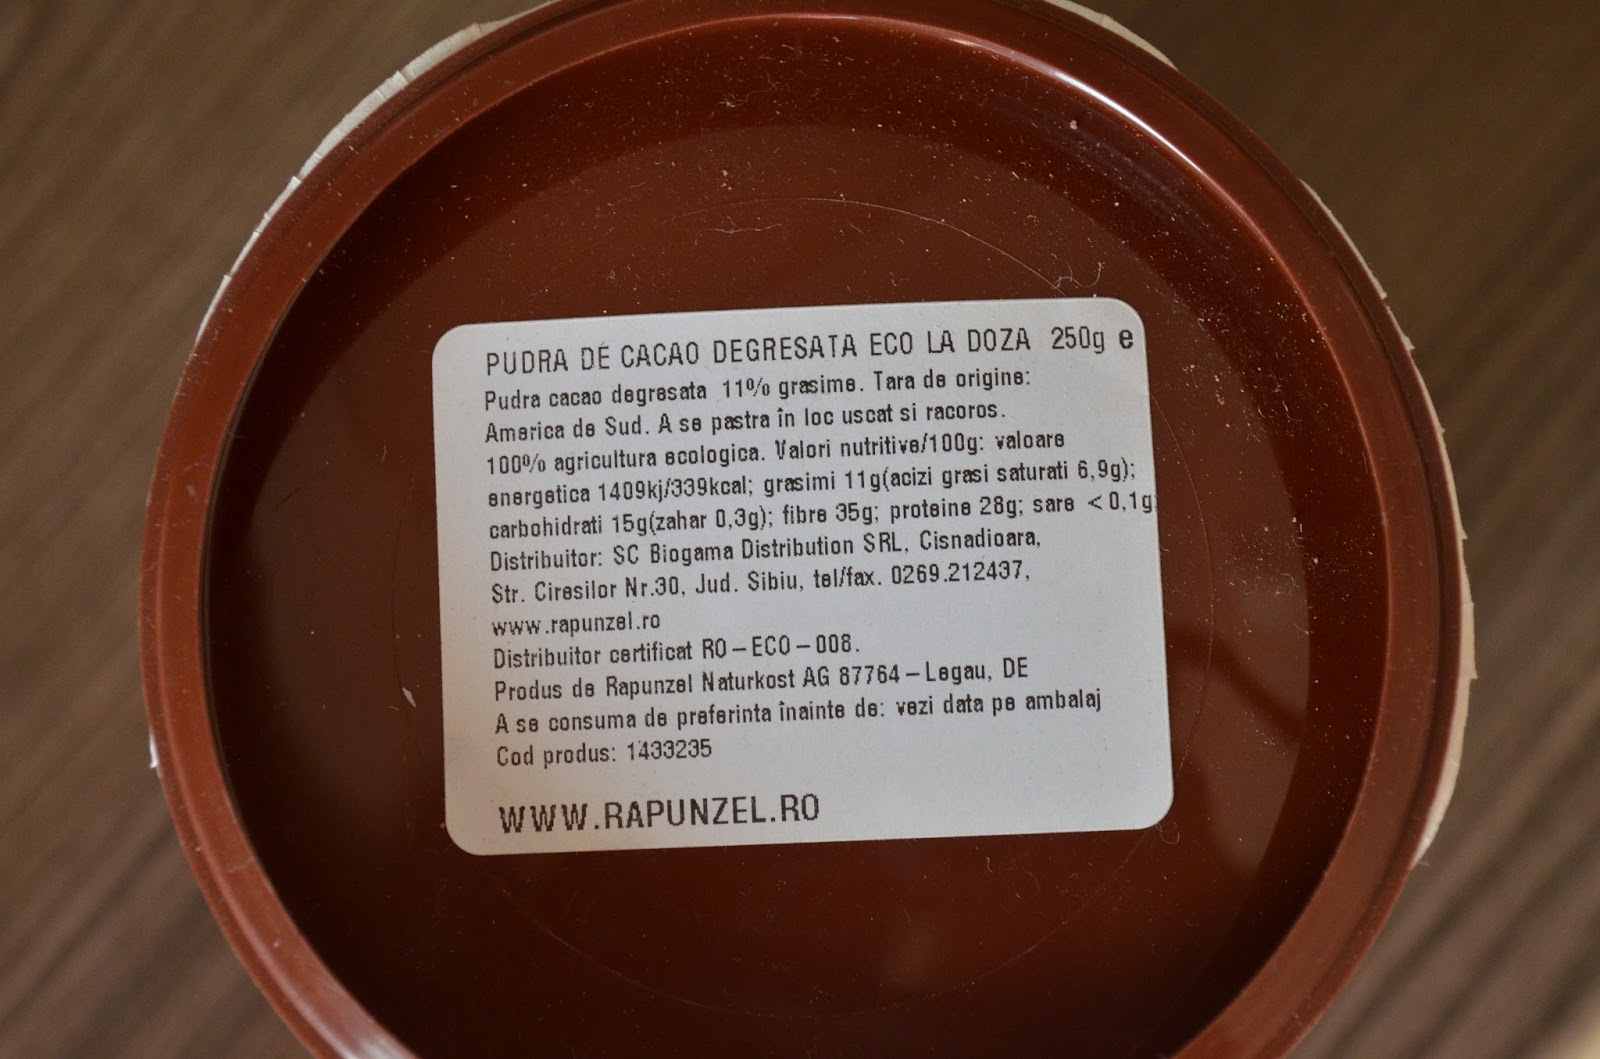 PUDRA DE CACAO DEGRESATA ECO LA DOZA 250g e
Pudra cacao degresata 11% grasime. Tara de origine:
America de Sud. A se pastra în loc uscat si racoros.
100% agricultura ecologica. Valori nutritive/100g: valoare
energetica 1409kj/339kcal; grasimi 11g(acizi grasi saturati 6,9g);
carbohidrati 15g(zahar 0,3g); fibre 35g; proteine 28g; sare <0,1g
Distribuitor: SC Biogama Distribution SRL, Cisnadioara,
Str. Ciresilor Nr.30, Jud. Sibiu, tel/fax. 0269.212437,
www.rapunzel.ro
Distribuitor certificat RO-ECO-008.
Produs de Rapunzel Naturkost AG 87764-Legau, DE
A se consuma de preferinta înainte de: vezi data pe ambalaj
Cod produs: 1433235
WWW.RAPUNZEL.RO